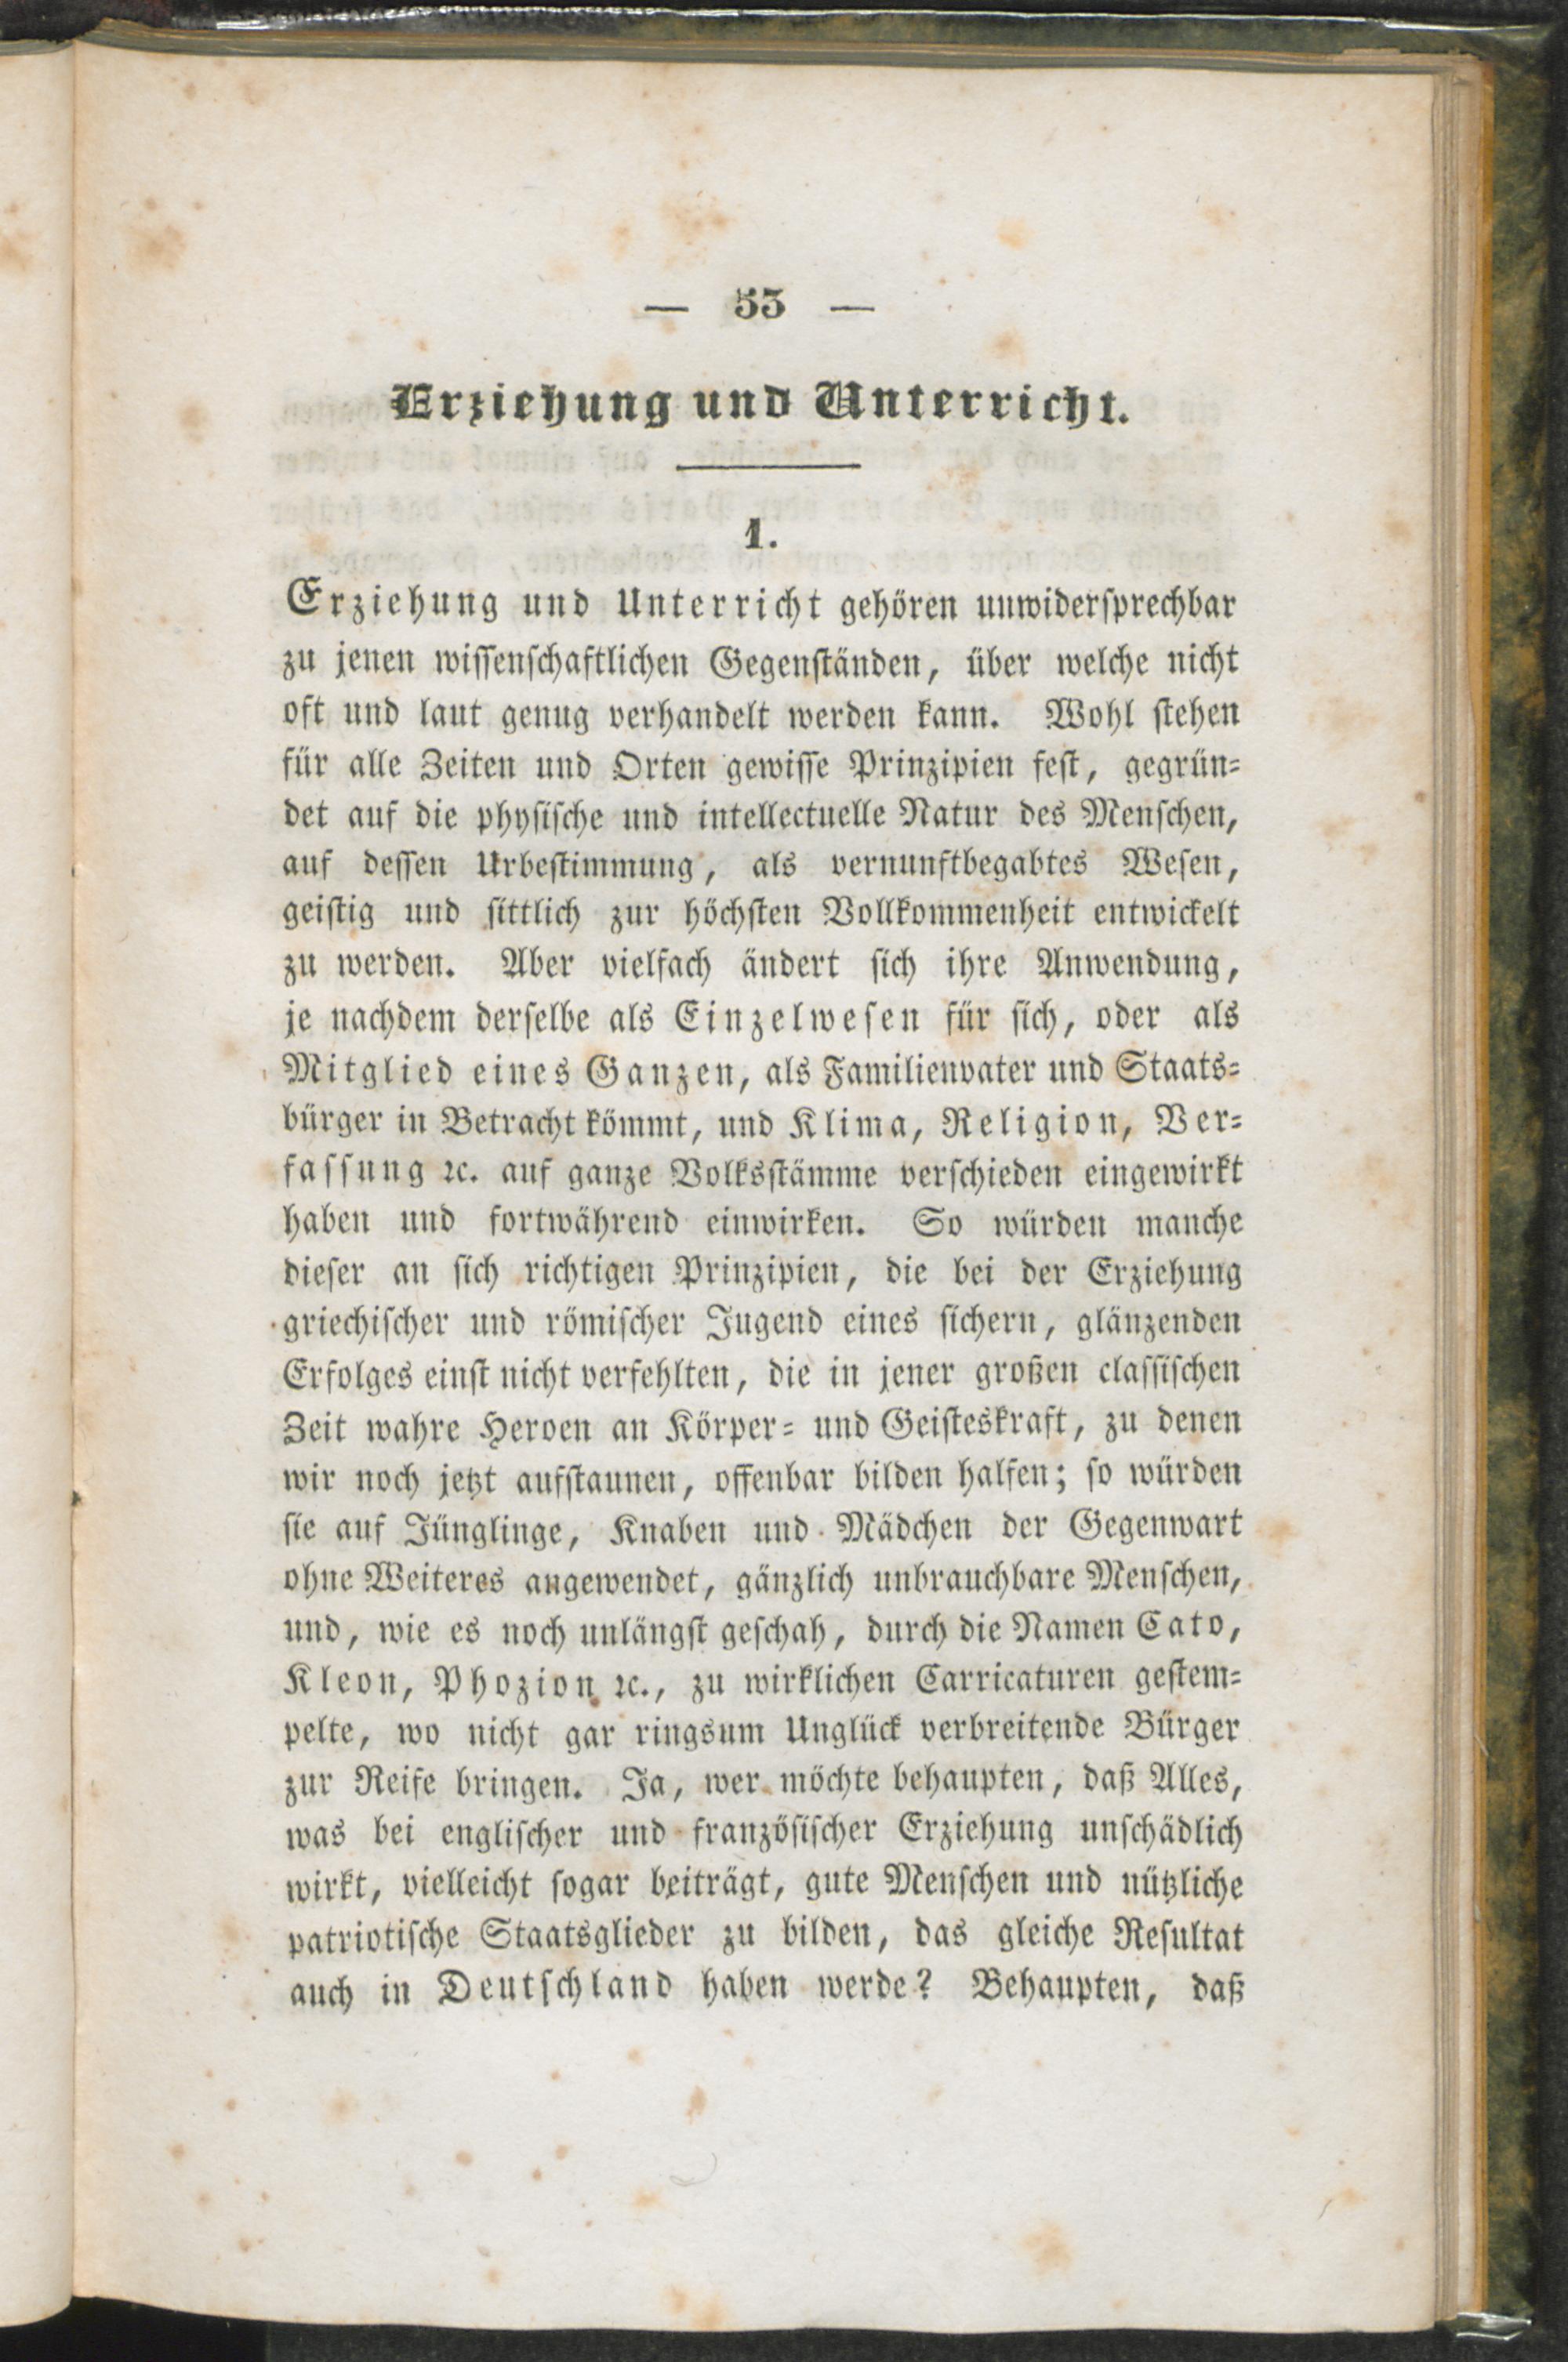 — 53 —
Erziehung und Unterricht.
1.
Erziehung und Unterricht gehören unwidersprechbar
zu jenen wissenschaftlichen Gegenständen, über welche nicht
oft und laut genug verhandelt werden kann. Wohl stehen
für alle Zeiten und Orten gewisse Prinzipien fest, gegrün-
det auf die physische und intellectuelle Natur des Menschen,
auf dessen Urbestimmung, als vernunftbegabtes Wesen,
geistig und sittlich zur höchsten Vollkommenheit entwickelt
zu werden. Aber vielfach ändert sich ihre Anwendung,
je nachdem derselbe als Einzelwesen für sich, oder als
Mitglied eines Ganzen, als Familienvater und Staats-
bürger in Betracht kömmt, und Klima, Religion, Ver-
fassung ꝛc. auf ganze Volksstämme verschieden eingewirkt
haben und fortwährend einwirken. So würden manche
dieser an sich richtigen Prinzipien, die bei der Erziehung
griechischer und römischer Jugend eines sichern, glänzenden
Erfolges einst nicht verfehlten, die in jener großen classischen
Zeit wahre Heroen an Körper- und Geisteskraft, zu denen
wir noch jetzt aufstaunen, offenbar bilden halfen; so würden
sie auf Jünglinge, Knaben und Mädchen der Gegenwart
ohne Weiteres angewendet, gänzlich unbrauchbare Menschen,
und, wie es noch unlängst geschah, durch die Namen Cato,
Kleon, Phozion ꝛc., zu wirklichen Carricaturen gestem-
pelte, wo nicht gar ringsum Unglück verbreitende Bürger
zur Reife bringen. Ja, wer möchte behaupten, daß Alles,
was bei englischer und französischer Erziehung unschädlich
wirkt, vielleicht sogar beiträgt, gute Menschen und nützliche
patriotische Staatsglieder zu bilden, das gleiche Resultat
auch in Deutschland haben werde? Behaupten, daß